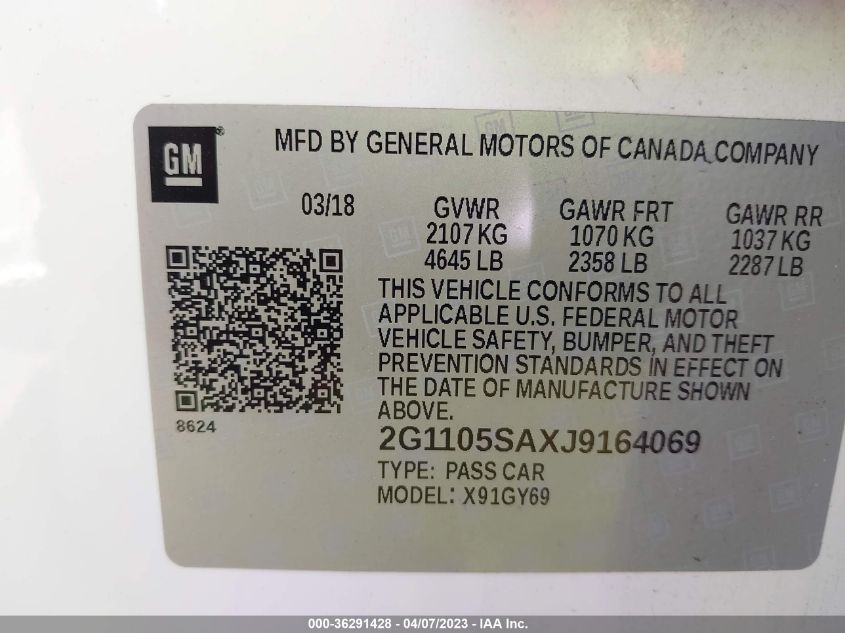 GM ®
MFD BY GENERAL MOTORS OF CANADA COMPANY
03/18 GVWR GAWR FRT GAWR RR
2107 KG 1070 KG 1037 KG
4645 LB 2358 LB 2287 LB
THIS VEHICLE CONFORMS TO ALL
APPLICABLE U.S. FEDERAL MOTOR
VEHICLE SAFETY, BUMPER, AND THEFT
PREVENTION STANDARDS IN EFFECT ON
THE DATE OF MANUFACTURE SHOWN
ABOVE.
8624
2G1105SAXJ9164069
TYPE: PASS CAR
MODEL: X91GY69
000-36291428 - 04/07/2023 - IAA Inc.